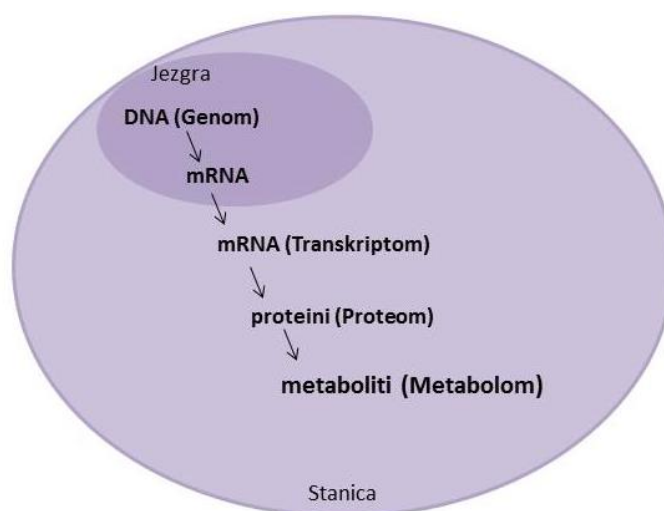 Jezgra
DNA (Genom)
mRNA
mRNA (Transkriptom)
proteini (Proteom)
metaboliti (Metabolom)
Stanica